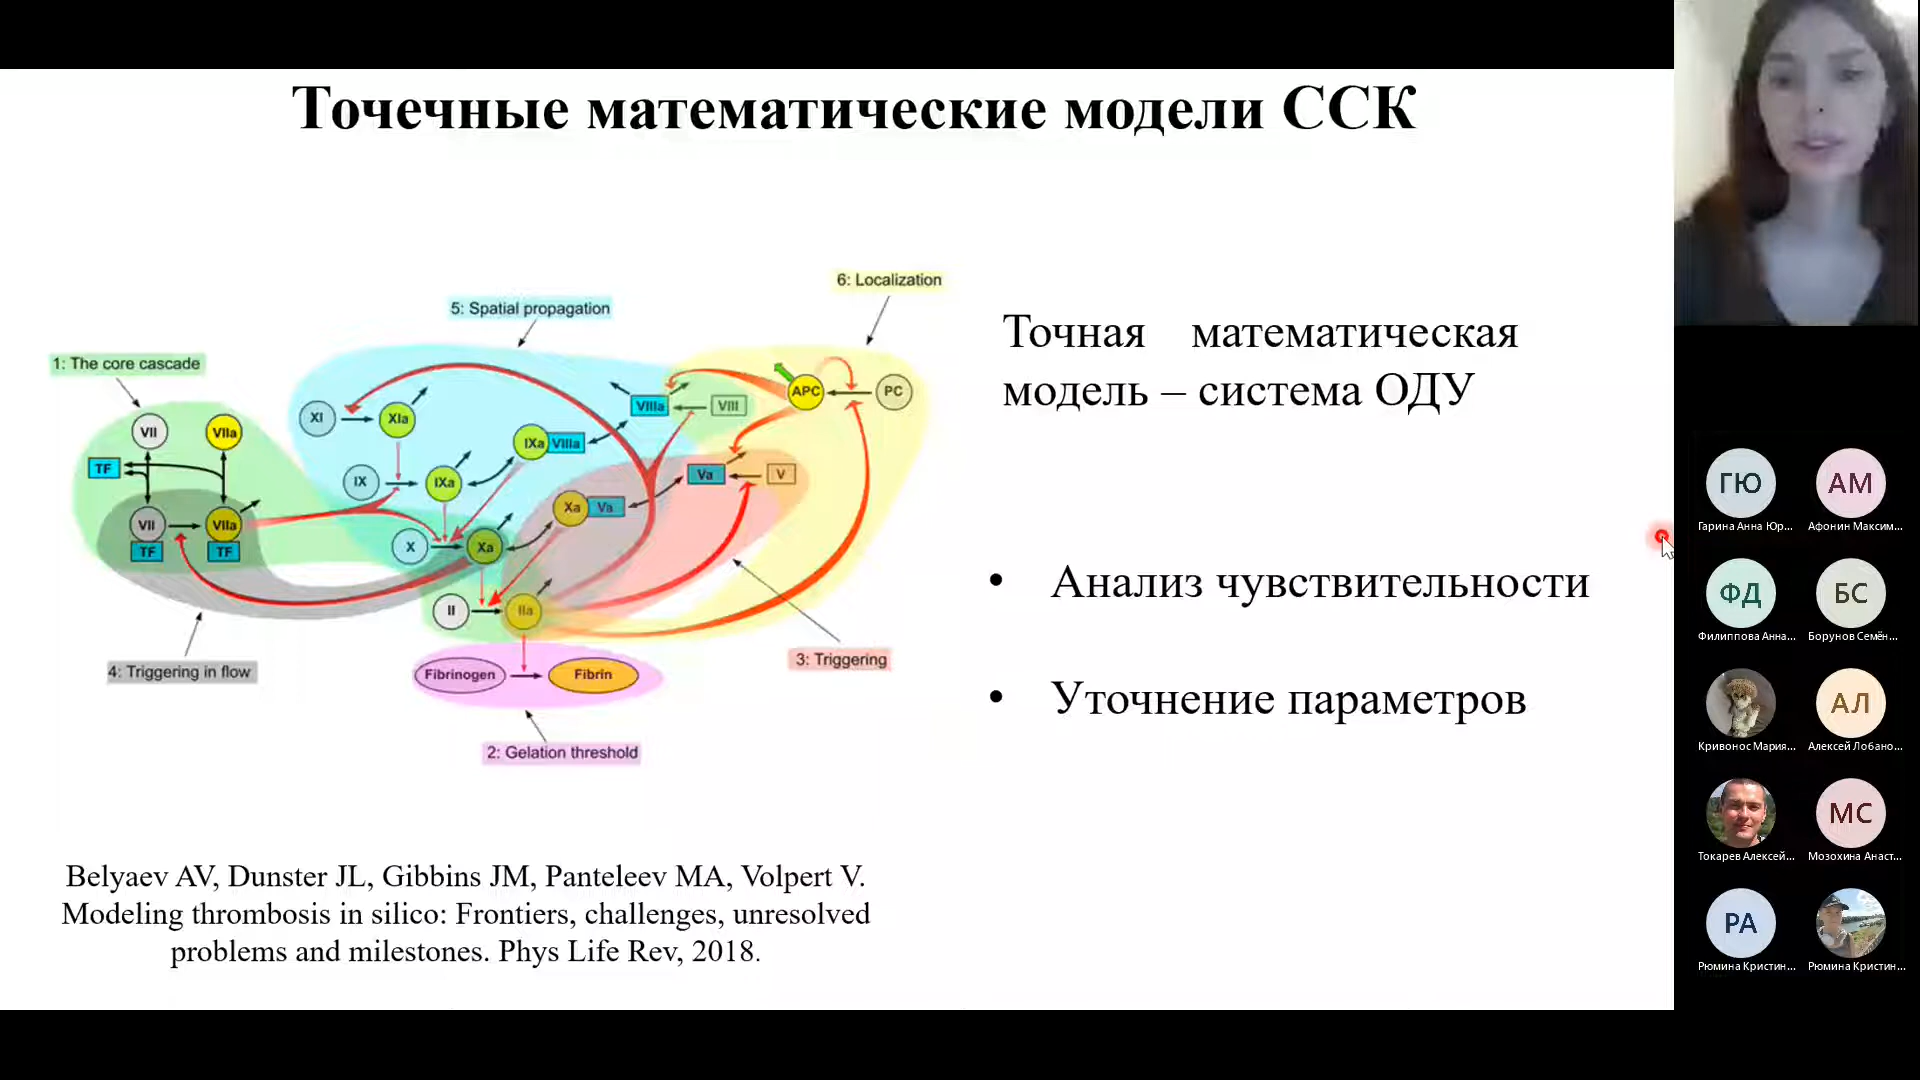 Точечные математические модели ССК
6: Localization
5: Spatial propagation
1: The core cascade
VII
VIIa
TF
VII
TF
VIIa
TF
XI
XIa
IX
IXa
IXa
VIIIa
VIIIa
VIII
APC
PC
Va
V
Xa
Va
X
Xa
II
IIa
Fibrinogen
Fibrin
4: Triggering in flow
3: Triggering
2: Gelation threshold
Точная математическая
модель – система ОДУ
• Анализ чувствительности
• Уточнение параметров
Belyaev AV, Dunster JL, Gibbins JM, Panteleev MA, Volpert V.
Modeling thrombosis in silico: Frontiers, challenges, unresolved
problems and milestones. Phys Life Rev, 2018.
ГЮ
АМ
Гарина Анна Юр...
Афонин Максим...
ФД
БС
Филиппова Анна...
Борунов Семён...
АЛ
Кривонос Мария...
Алексей Лобано...
МС
Токарев Алексей...
Мозохина Анаст...
РА
Рюмина Кристин...
Рюмина Кристин...